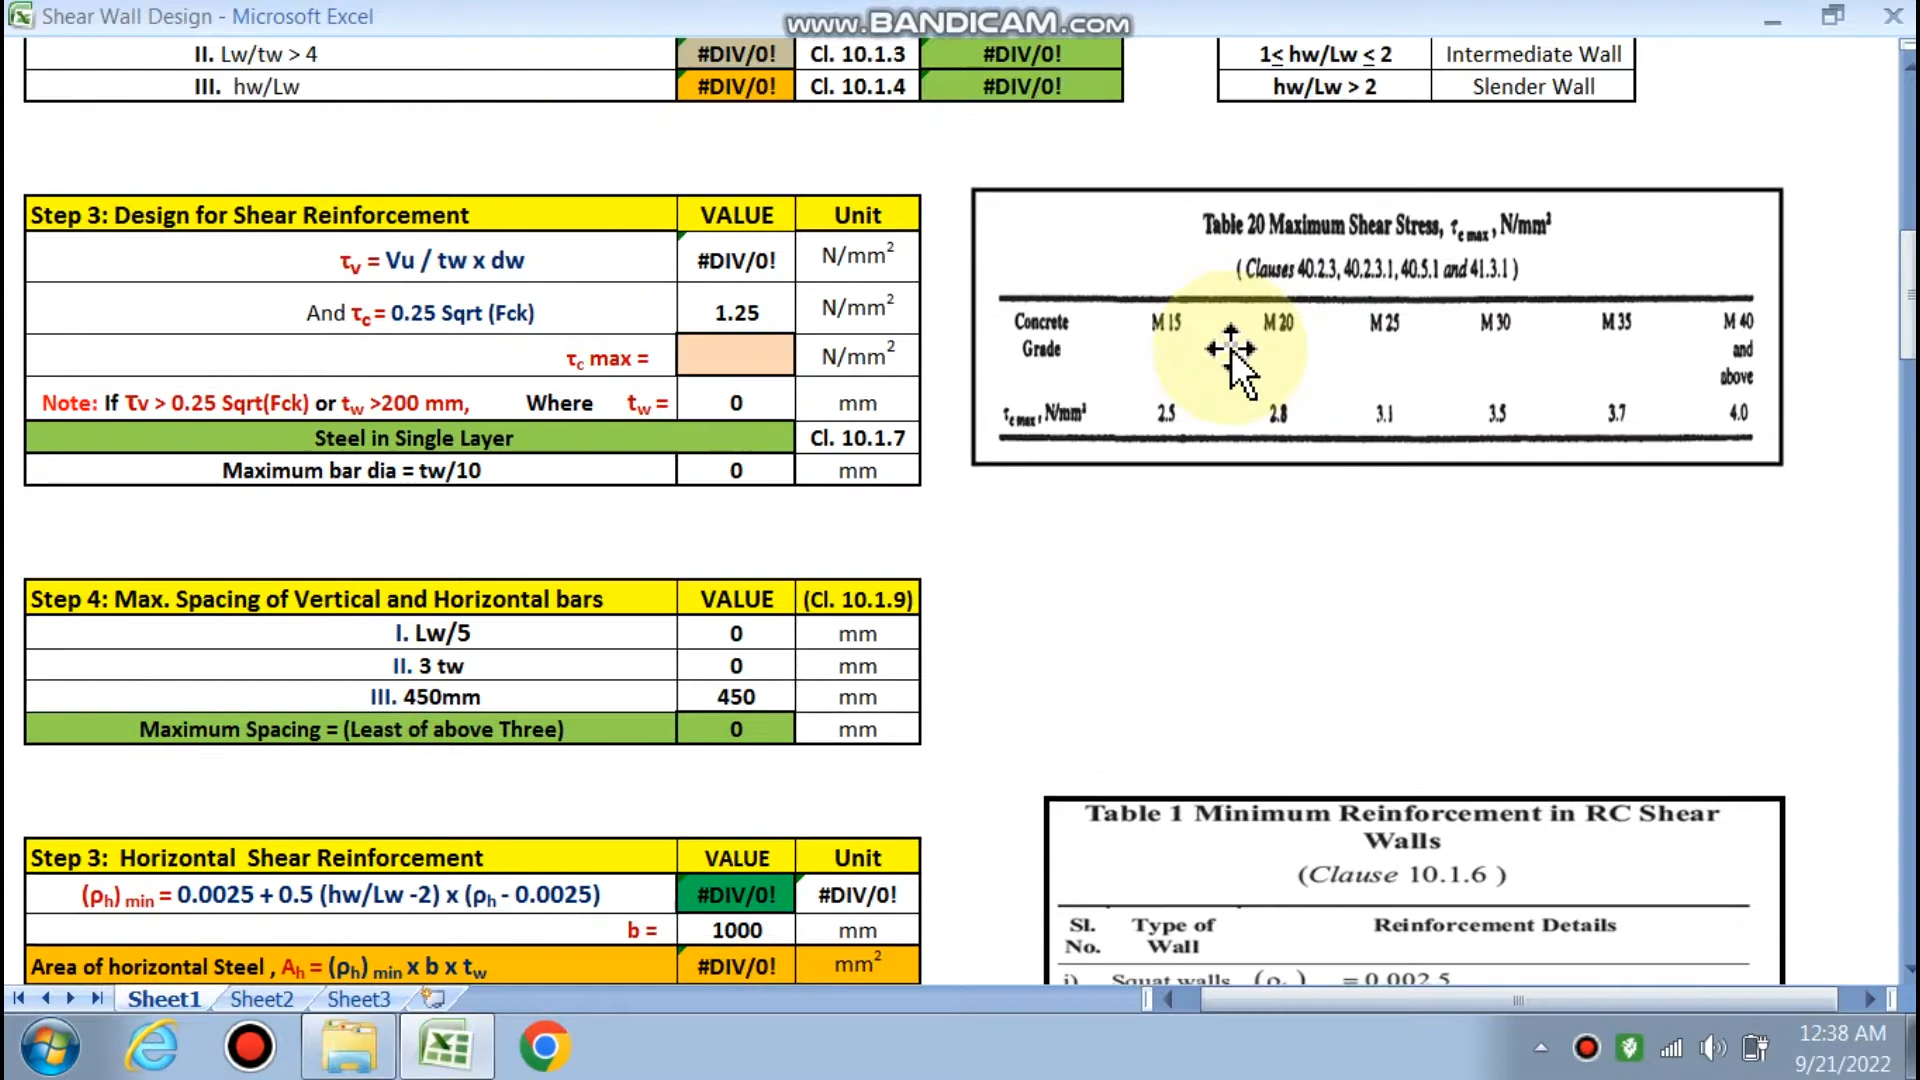 Shear Wall Design - Microsoft Excel
WWW.BANDICAM.COM
II. Lw/tw > 4 #DIV/0! Cl. 10.1.3 #DIV/0!
III. hw/Lw #DIV/0! Cl. 10.1.4 #DIV/0!
1≤ hw/Lw ≤ 2 Intermediate Wall
hw/Lw > 2 Slender Wall
Step 3: Design for Shear Reinforcement VALUE Unit
τv = Vu / tw x dw #DIV/0! N/mm²
And τc = 0.25 Sqrt (Fck) 1.25 N/mm²
τc max = N/mm²
Note: If τv > 0.25 Sqrt(Fck) or tw >200 mm, Where tw = 0 mm
Steel in Single Layer Cl. 10.1.7
Maximum bar dia = tw/10 0 mm
Table 20 Maximum Shear Stress, τc max , N/mm²
( Clauses 40.2.3, 40.2.3.1, 40.5.1 and 41.3.1 )
Concrete M 15 M 20 M 25 M 30 M 35 M 40
Grade and
above
τc max , N/mm² 2.5 2.8 3.1 3.5 3.7 4.0
Step 4: Max. Spacing of Vertical and Horizontal bars VALUE (Cl. 10.1.9)
I. Lw/5 0 mm
II. 3 tw 0 mm
III. 450mm 450 mm
Maximum Spacing = (Least of above Three) 0 mm
Step 3: Horizontal Shear Reinforcement VALUE Unit
(ρh) min = 0.0025 + 0.5 (hw/Lw -2) x (ρh - 0.0025) #DIV/0! #DIV/0!
b = 1000 mm
Area of horizontal Steel , Ah = (ρh) min x b x tw #DIV/0! mm²
Table 1 Minimum Reinforcement in RC Shear
Walls
(Clause 10.1.6 )
Sl. Type of Reinforcement Details
No. Wall
i) Squat walls (ρ ) = 0.002 5
Sheet1 Sheet2 Sheet3
12:38 AM
9/21/2022